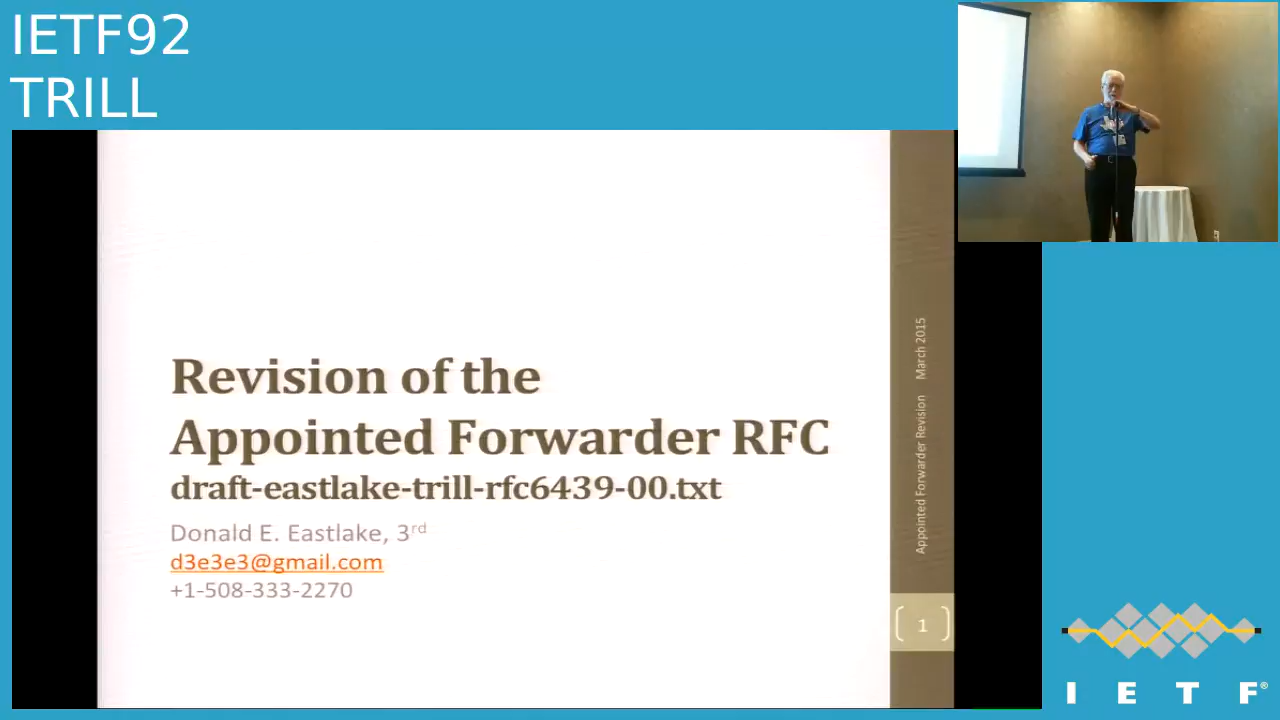 IETF92
TRILL
Revision of the
Appointed Forwarder RFC
draft-eastlake-trill-rfc6439-00.txt
Donald E. Eastlake, 3rd
d3e3e3@gmail.com
+1-508-333-2270
Appointed Forwarder Revision March 2015
1
I E T F®